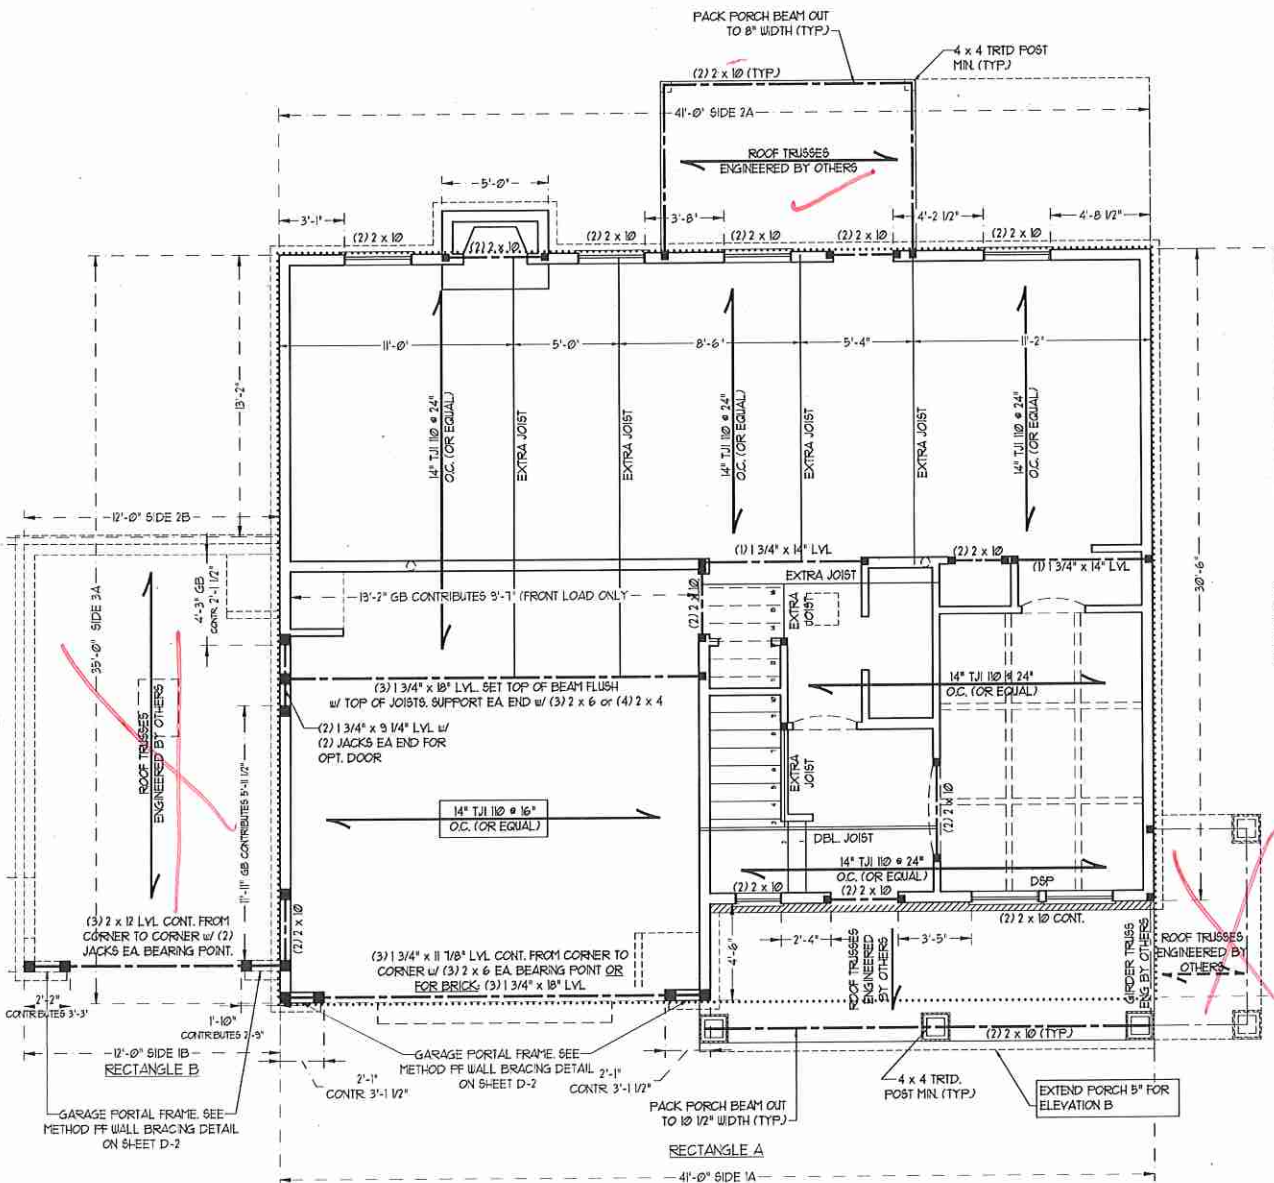 PACK PORCH BEAM OUT
TO 8" WIDTH (TYP.)
4 x 4 TRTD POST
MIN. (TYP.)
(2) 2 x 10 (TYP.)
41'-0" SIDE 2A
ROOF TRUSSES
ENGINEERED BY OTHERS
5'-0"
3'-1"
3'-8"
4'-2 1/2"
4'-8 1/2"
(2) 2 x 10
(2) 2 x 10
(2) 2 x 10
(2) 2 x 10
(2) 2 x 10
(2) 2 x 10
11'-0"
5'-0"
8'-6"
5'-4"
11'-2"
13'-2"
14" TJI 110 @ 24"
O.C. (OR EQUAL)
EXTRA JOIST
EXTRA JOIST
14" TJI 110 @ 24"
O.C. (OR EQUAL)
EXTRA JOIST
EXTRA JOIST
14" TJI 110 @ 24"
O.C. (OR EQUAL)
12'-0" SIDE 2B
(1) 1 3/4" x 14" LVL
(2) 2 x 10
(1) 1 3/4" x 14" LVL
30'-6"
EXTRA JOIST
4'-3" GB
CONTR. 2'-1 1/2"
35'-0" SIDE 3A
13'-2" GB CONTRIBUTES 3'-7" (FRONT LOAD ONLY
(2) 2 x 10
EXTRA
JOIST
14" TJI 110 @ 24"
O.C. (OR EQUAL)
(3) 1 3/4" x 18" LVL. SET TOP OF BEAM FLUSH
w/ TOP OF JOISTS. SUPPORT EA END w/ (3) 2 x 6 or (4) 2 x 4
ROOF TRUSSES
ENGINEERED BY OTHERS
(2) 1 3/4" x 9 1/4" LVL w/
(2) JACKS EA END FOR
OPT. DOOR
EXTRA
JOIST
(2) 2 x 10
14" TJI 110 @ 16"
O.C. (OR EQUAL)
DBL. JOIST
11'-11" GB CONTRIBUTES 5'-11 1/2"
14" TJI 110 @ 24"
O.C. (OR EQUAL)
DSP
(2) 2 x 10
(2) 2 x 10
(2) 2 x 10 CONT.
(3) 2 x 12 LVL CONT. FROM
CORNER TO CORNER w/ (2)
JACKS EA. BEARING POINT.
(2) 2 x 10
4'-6"
2'-4"
3'-5"
ROOF TRUSSES
ENGINEERED
BY OTHERS
GIRDER TRUSS
ENG BY OTHERS
ROOF TRUSSES
ENGINEERED BY
OTHERS
(3) 1 3/4" x 11 7/8" LVL CONT. FROM CORNER TO
CORNER w/ (3) 2 x 6 EA. BEARING POINT OR
FOR BRICK: (3) 1 3/4" x 18" LVL
2'-2"
CONTRIBUTES 3'-3"
1'-10"
(2) 2 x 10 (TYP.)
12'-0" SIDE 1B
RECTANGLE B
GARAGE PORTAL FRAME. SEE
METHOD PF WALL BRACING DETAIL
ON SHEET D-2
2'-1"
CONTR. 3'-1 1/2"
2'-1"
CONTR. 3'-1 1/2"
4 x 4 TRTD.
POST MIN. (TYP.)
EXTEND PORCH 5" FOR
ELEVATION B
GARAGE PORTAL FRAME. SEE
METHOD PF WALL BRACING DETAIL
ON SHEET D-2
PACK PORCH BEAM OUT
TO 10 1/2" WIDTH (TYP.)
RECTANGLE A
41'-0" SIDE 1A